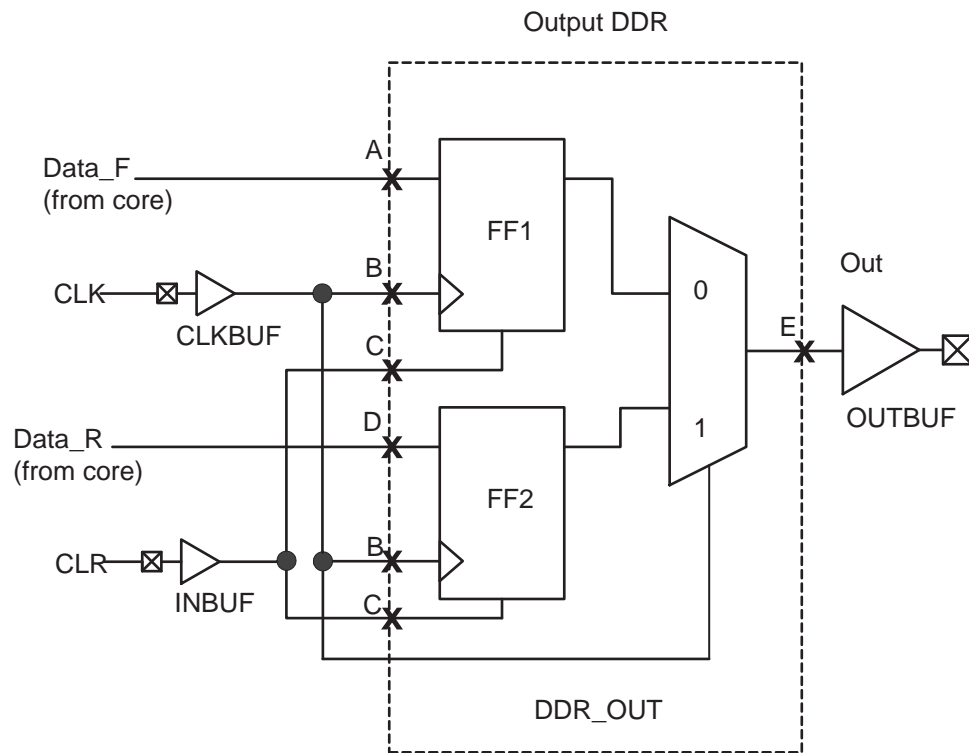 Output DDR
A
Data_F
(from core)
FF1
B
CLK
CLKBUF
0
Out
E
C
OUTBUF
D
Data_R
(from core)
1
FF2
B
CLR
INBUF
C
DDR_OUT